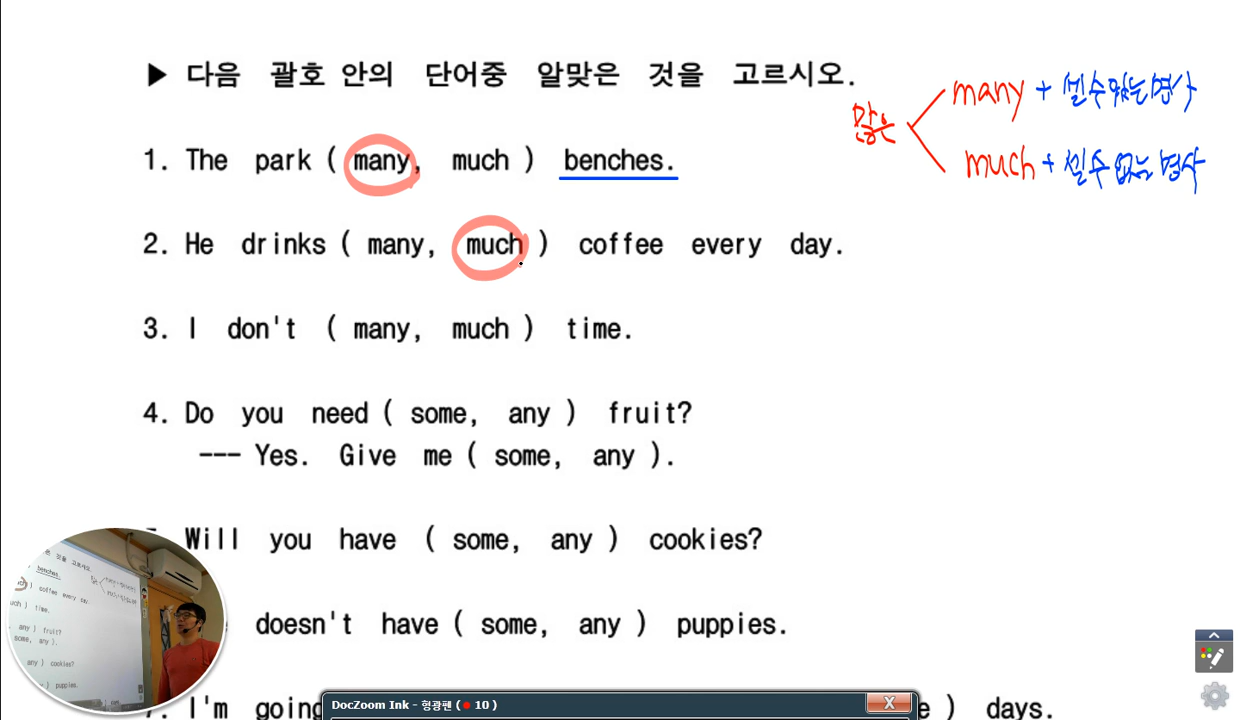 ▶ 다음 괄호 안의 단어중 알맞은 것을 고르시오.
많은
many + 셀 수 있는 명사
much + 셀 수 없는 명사
1. The park ( many, much ) benches.
2. He drinks ( many, much ) coffee every day.
3. I don't ( many, much ) time.
4. Do you need ( some, any ) fruit?
--- Yes. Give me ( some, any ).
Will you have ( some, any ) cookies?
doesn't have ( some, any ) puppies.
7. I'm going
e ) days.
DocZoom Ink - 형광펜 ( ● 10 )